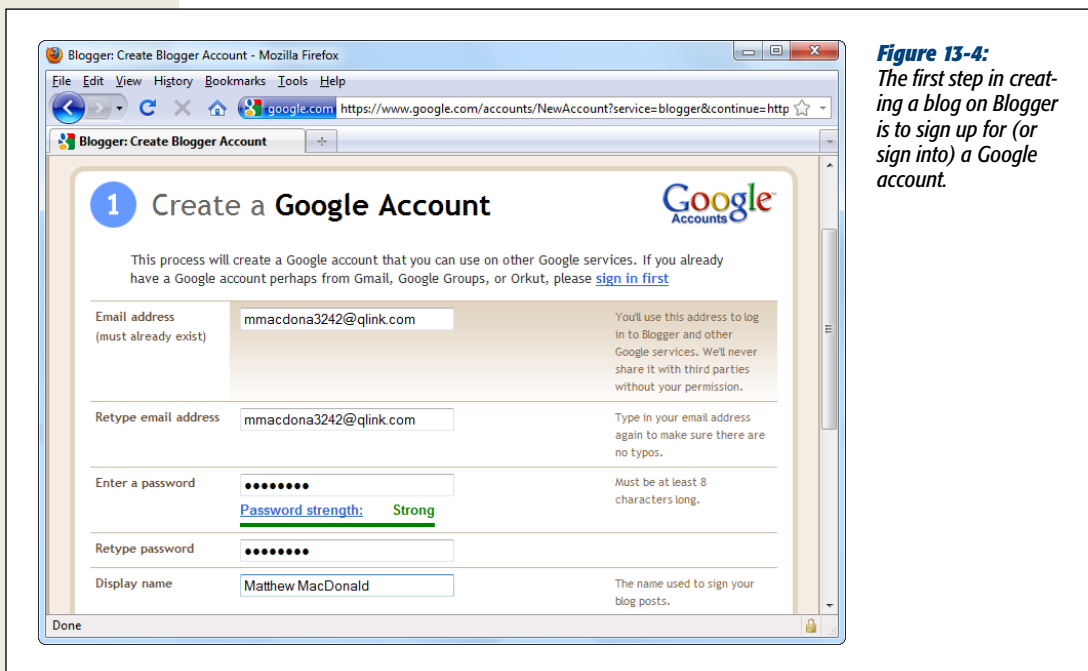 Blogger: Create Blogger Account - Mozilla Firefox
File Edit View History Bookmarks Tools Help
google.com https://www.google.com/accounts/NewAccount?service=blogger&continue=http
Blogger: Create Blogger Account
1 Create a Google Account
Google
Accounts
This process will create a Google account that you can use on other Google services. If you already
have a Google account perhaps from Gmail, Google Groups, or Orkut, please sign in first
Email address
(must already exist)
mmacdona3242@qlink.com
You'll use this address to log
in to Blogger and other
Google services. We'll never
share it with third parties
without your permission.
Retype email address
mmacdona3242@qlink.com
Type in your email address
again to make sure there are
no typos.
Enter a password
••••••••
Must be at least 8
characters long.
Password strength: Strong
Retype password
••••••••
Display name
Matthew MacDonald
The name used to sign your
blog posts.
Done
Figure 13-4:
The first step in creat-
ing a blog on Blogger
is to sign up for (or
sign into) a Google
account.